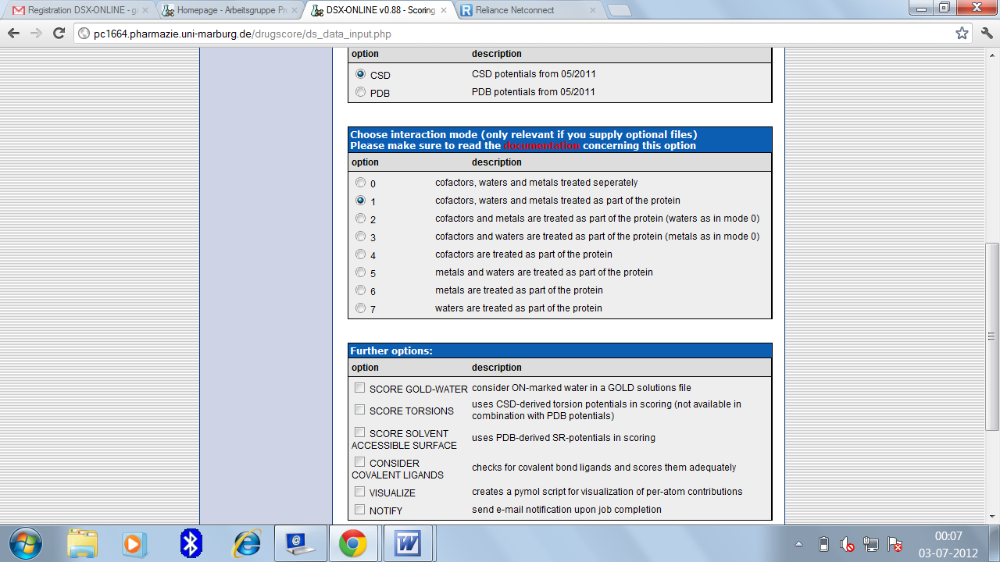 Registration DSX-ONLINE - g
Homepage - Arbeitsgruppe Pr
DSX-ONLINE v0.88 - Scoring
Reliance Netconnect
pc1664.pharmazie.uni-marburg.de/drugscore/ds_data_input.php
option description
CSD CSD potentials from 05/2011
PDB PDB potentials from 05/2011
Choose interaction mode (only relevant if you supply optional files)
Please make sure to read the documentation concerning this option
option description
0 cofactors, waters and metals treated seperately
1 cofactors, waters and metals treated as part of the protein
2 cofactors and metals are treated as part of the protein (waters as in mode 0)
3 cofactors and waters are treated as part of the protein (metals as in mode 0)
4 cofactors are treated as part of the protein
5 metals and waters are treated as part of the protein
6 metals are treated as part of the protein
7 waters are treated as part of the protein
Further options:
option description
SCORE GOLD-WATER consider ON-marked water in a GOLD solutions file
SCORE TORSIONS uses CSD-derived torsion potentials in scoring (not available in
combination with PDB potentials)
SCORE SOLVENT
ACCESSIBLE SURFACE uses PDB-derived SR-potentials in scoring
CONSIDER
COVALENT LIGANDS checks for covalent bond ligands and scores them adequately
VISUALIZE creates a pymol script for visualization of per-atom contributions
NOTIFY send e-mail notification upon job completion
00:07
03-07-2012